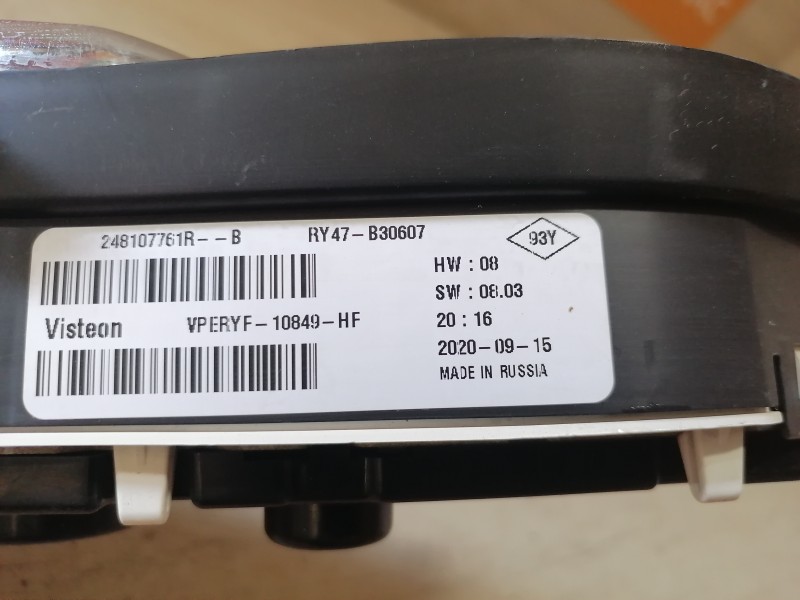 248107761R--B RY47-B30607 93Y
HW : 08
SW : 08.03
Visteon VPERYF-10849-HF
20 : 16
2020-09-15
MADE IN RUSSIA